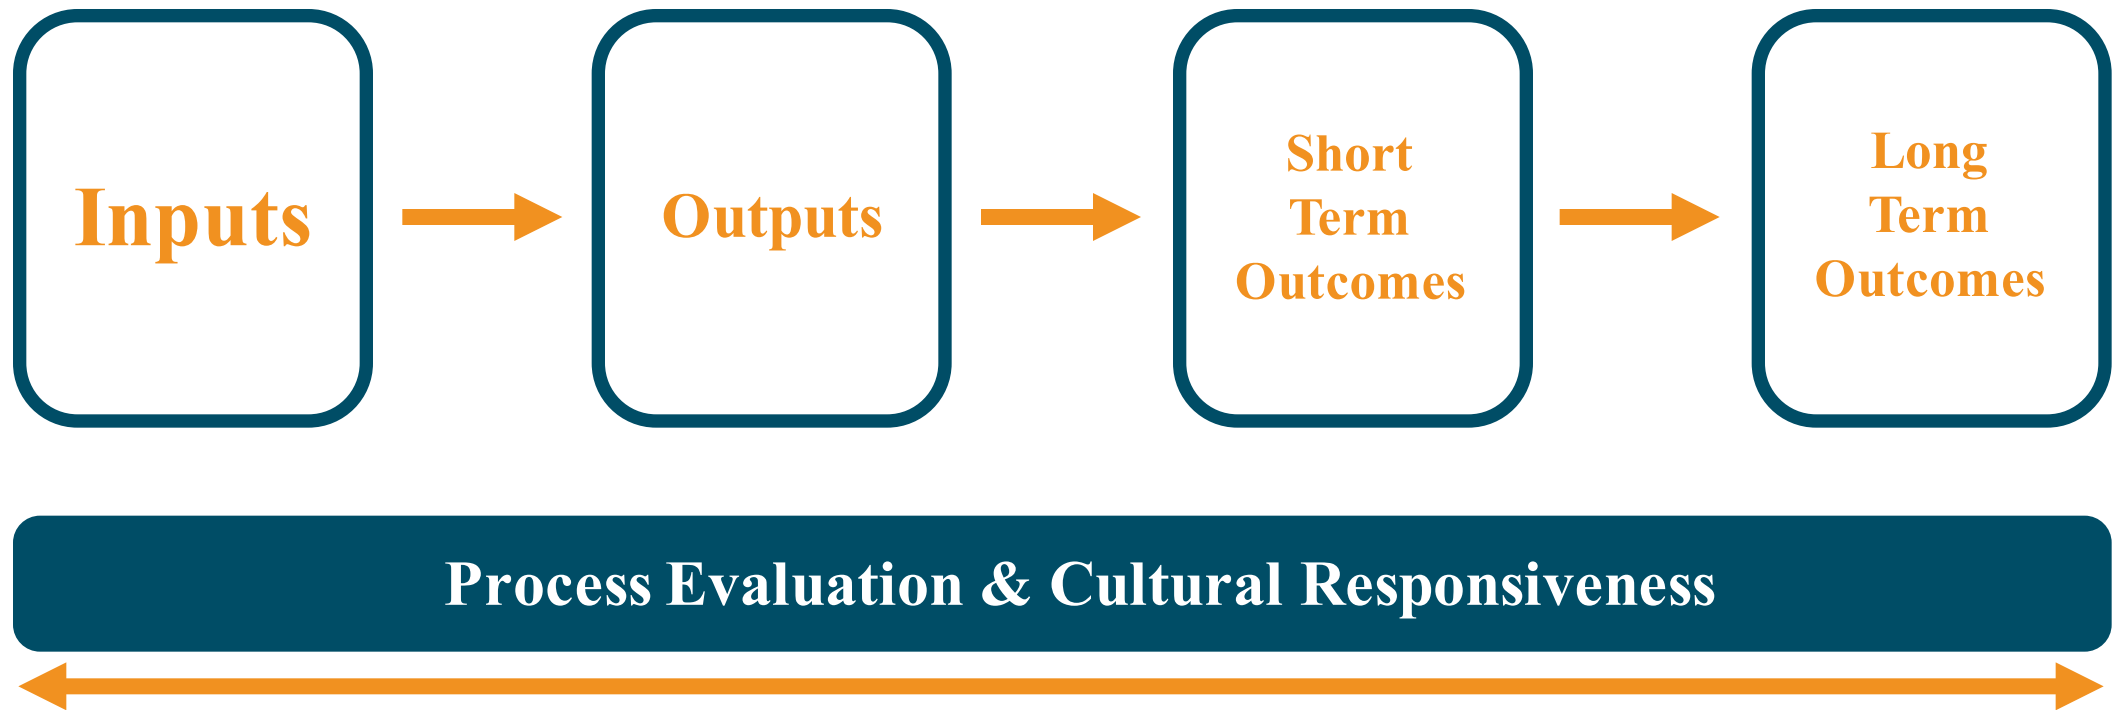 Inputs
Outputs
Short
Term
Outcomes
Long
Term
Outcomes
Process Evaluation & Cultural Responsiveness